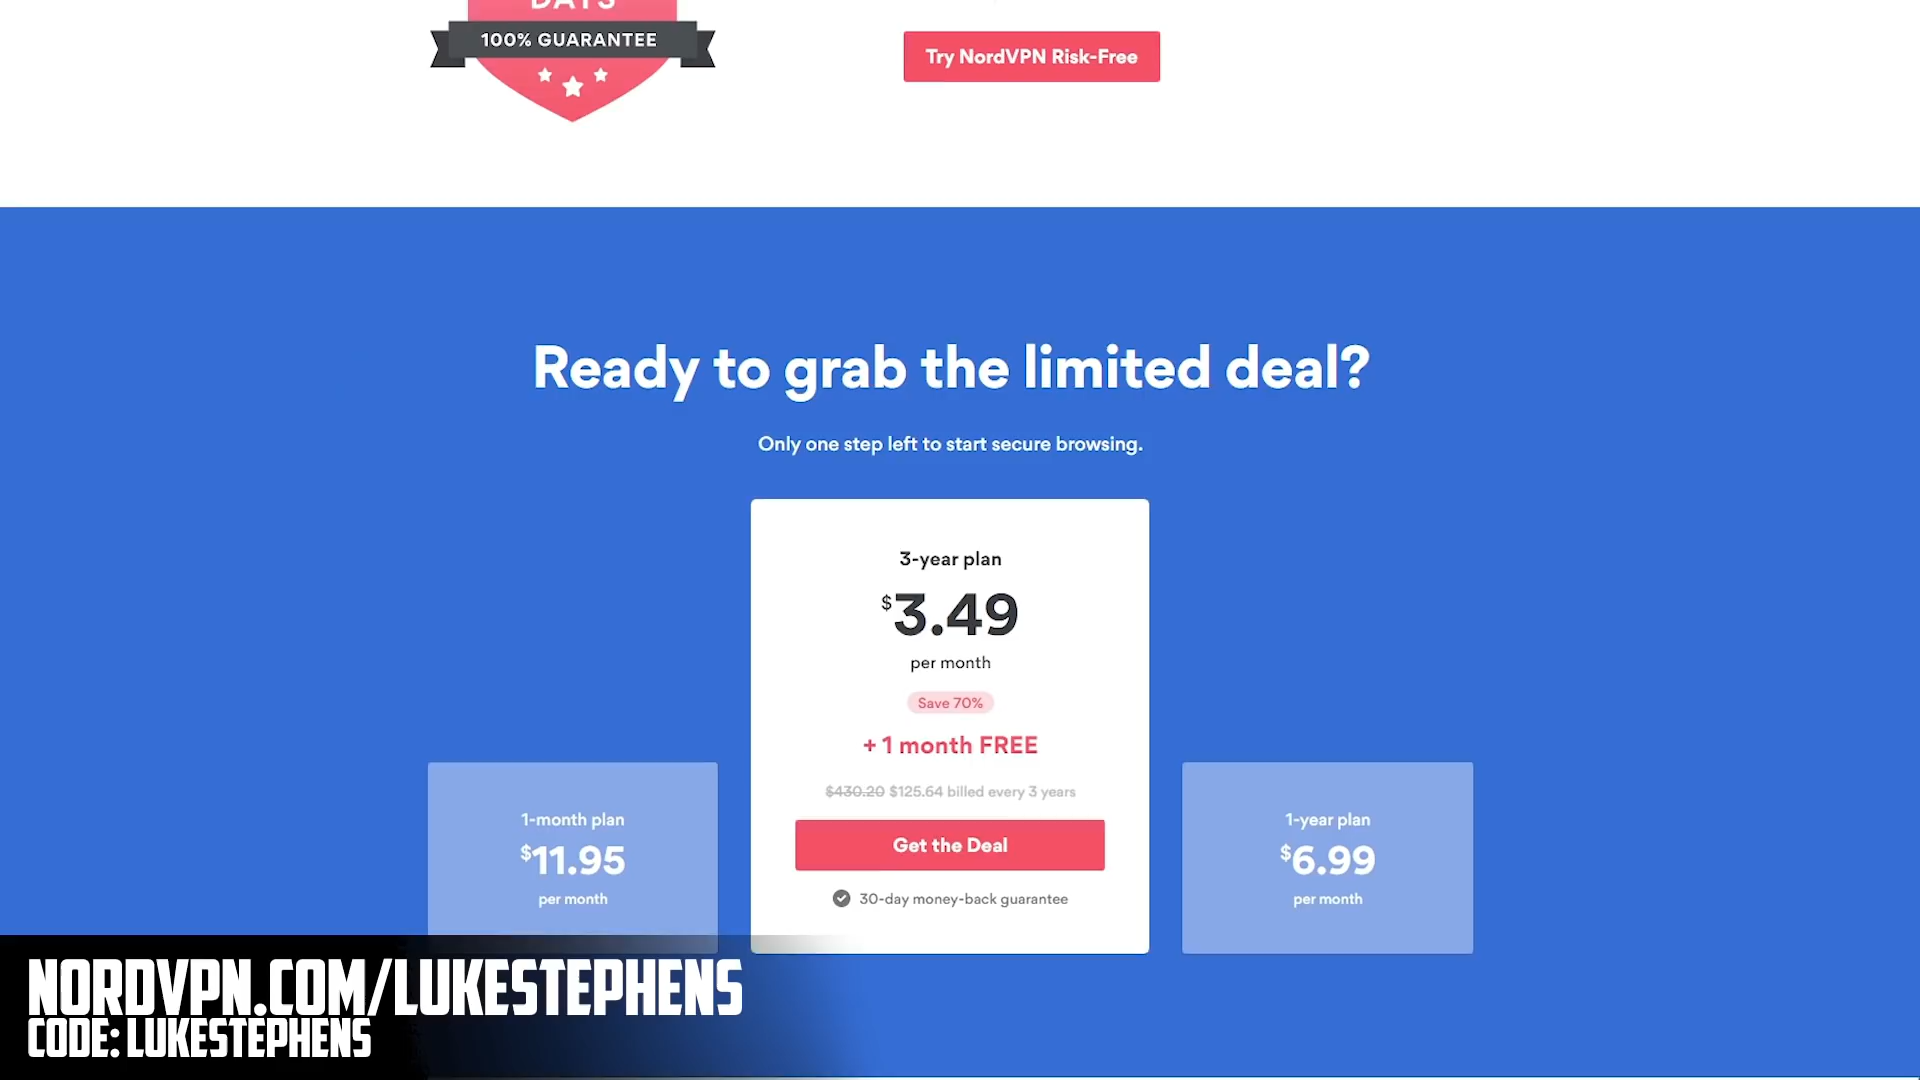 DAYS
100% GUARANTEE
Try NordVPN Risk-Free
Ready to grab the limited deal?
Only one step left to start secure browsing.
3-year plan
$3.49
per month
Save 70%
+ 1 month FREE
$430.20 $125.64 billed every 3 years
Get the Deal
30-day money-back guarantee
1-month plan
$11.95
per month
1-year plan
$6.99
per month
NORDVPN.COM/LUKESTEPHENS
CODE: LUKESTEPHENS